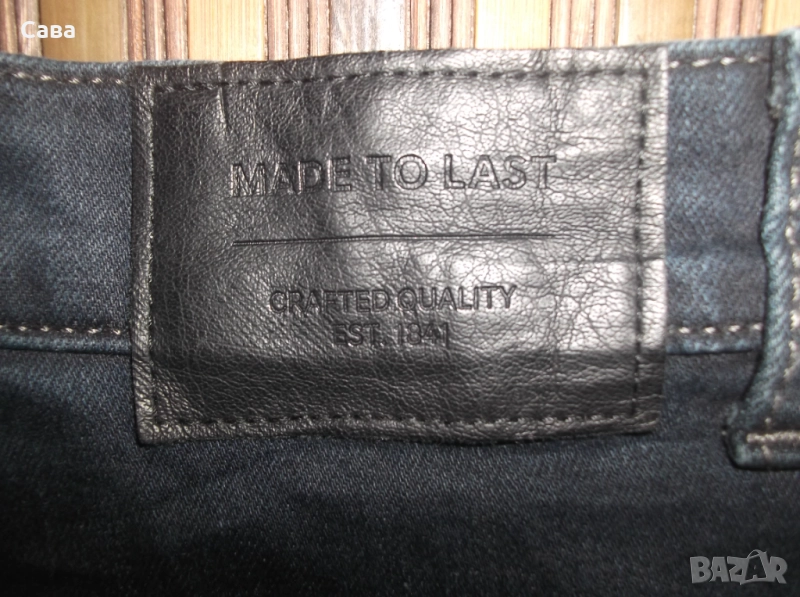 Сава
MADE TO LAST
CRAFTED QUALITY
EST. 1841
BAZAR